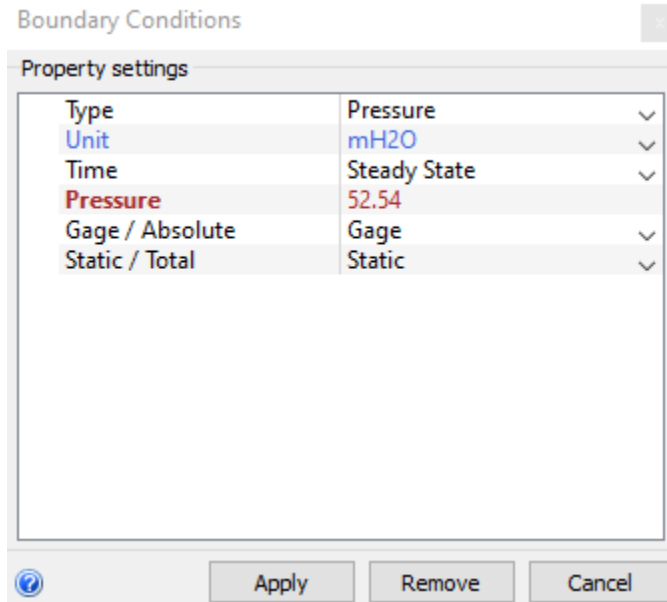 Boundary Conditions
Property settings
Type Pressure
Unit mH2O
Time Steady State
Pressure 52.54
Gage / Absolute Gage
Static / Total Static
? Apply Remove Cancel